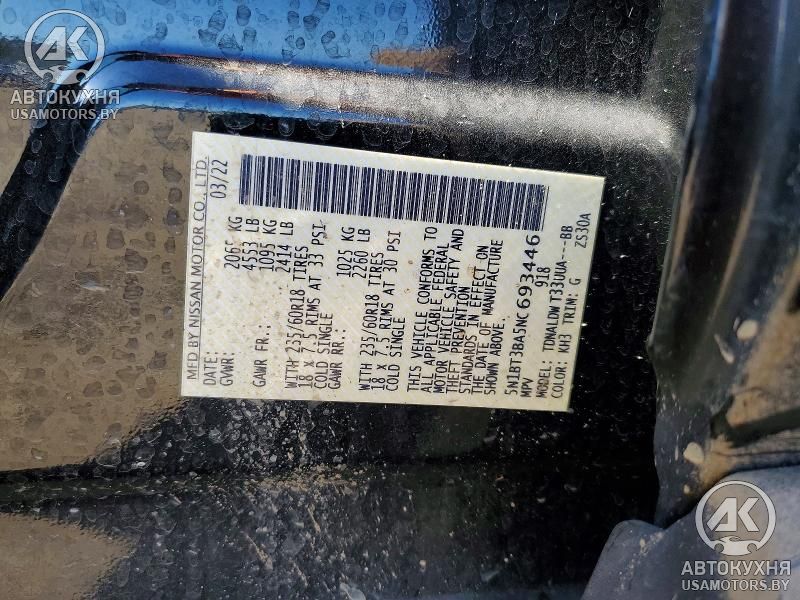 АК
АВТОКУХНЯ
USAMOTORS.BY
MFD BY NISSAN MOTOR CO., LTD.
DATE: 03/22
GVWR: 2065 KG
4553 LB
GAWR FR.: 1095 KG
2414 LB
WITH 235/60R18 TIRES
18 X 7.5 RIMS AT 33 PSI
COLD SINGLE
GAWR RR.: 1025 KG
2260 LB
WITH 235/60R18 TIRES
18 X 7.5 RIMS AT 30 PSI
COLD SINGLE
THIS VEHICLE CONFORMS TO
ALL APPLICABLE FEDERAL
MOTOR VEHICLE SAFETY AND
THEFT PREVENTION
STANDARDS IN EFFECT ON
THE DATE OF MANUFACTURE
5N1BT3BA5NC693446
MPV 918
MODEL: TDNALDWT33UUA---BB
COLOR: KH3 TRIM: G ZS30A
АК
АВТОКУХНЯ
USAMOTORS.BY